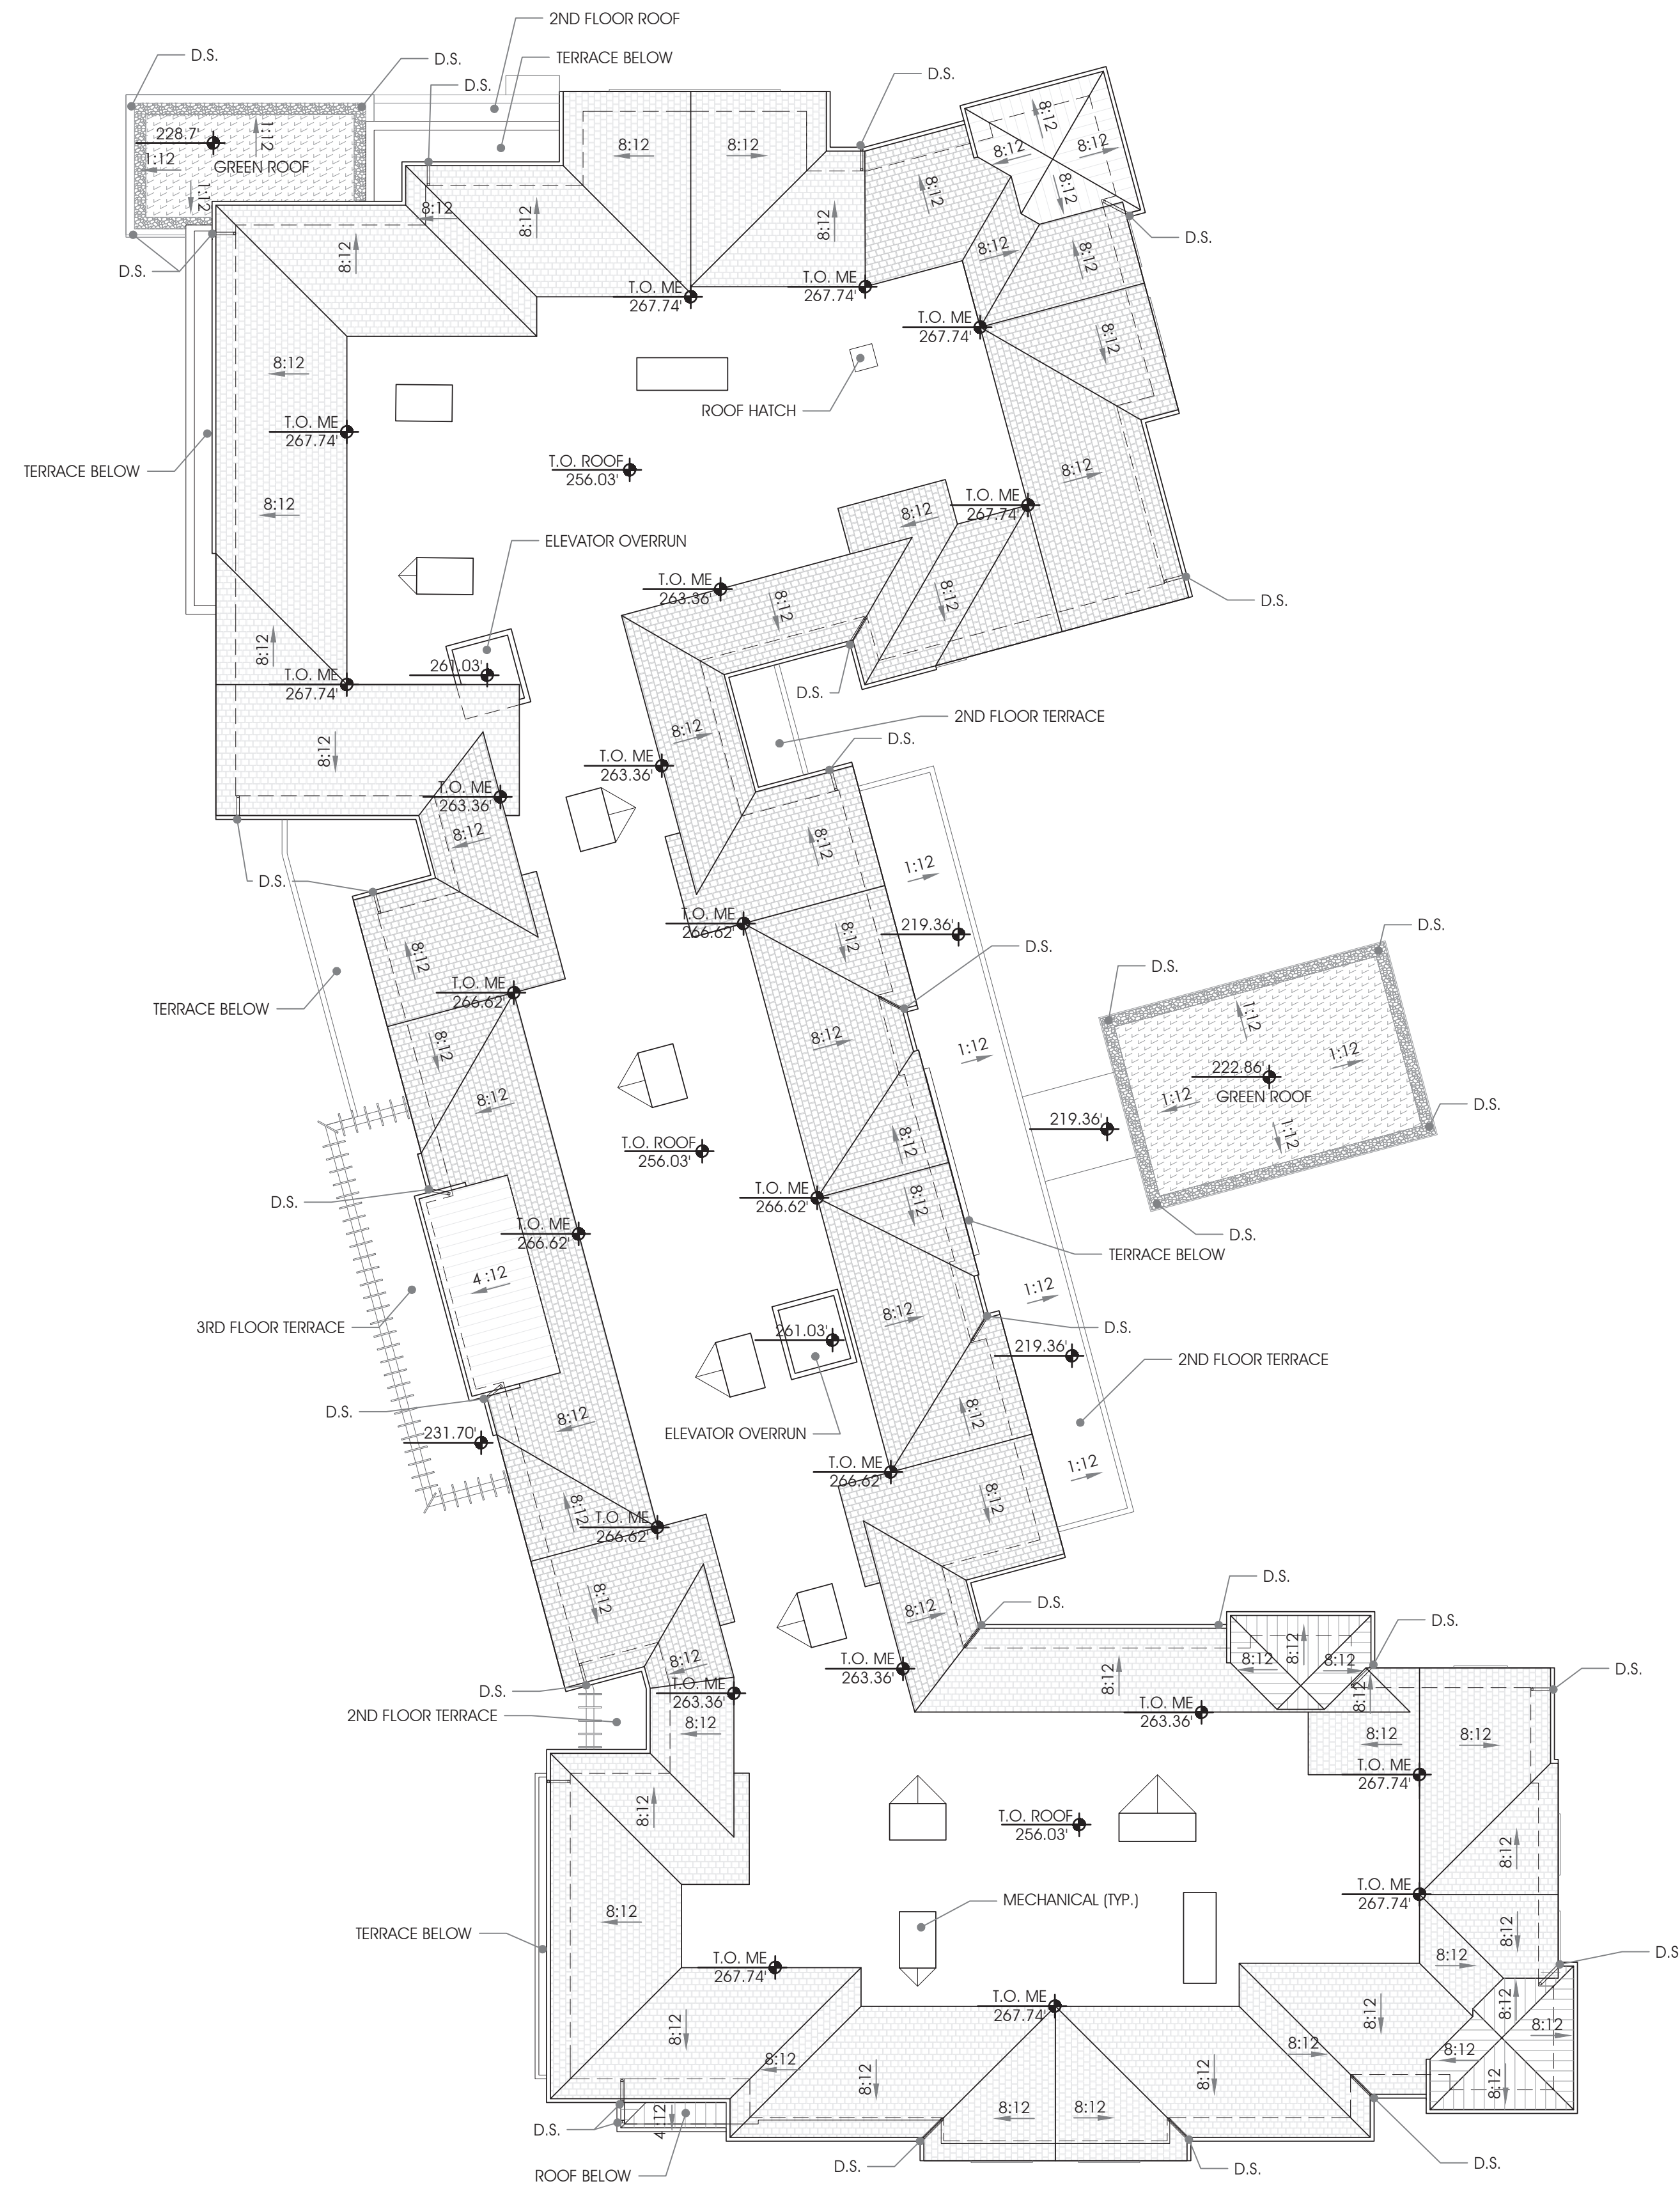 2ND FLOOR ROOF
D.S.
D.S.
TERRACE BELOW
D.S.
D.S.
228.7'
1:12
1:12
GREEN ROOF
1:12
8:12
8:12
8:12
8:12
8:12
8:12
8:12
8:12
8:12
8:12
8:12
8:12
8:12
8:12
D.S.
D.S.
T.O. ME
267.74'
T.O. ME
267.74'
T.O. ME
267.74'
8:12
8:12
ROOF HATCH
T.O. ME
267.74'
TERRACE BELOW
T.O. ROOF
256.03'
8:12
8:12
8:12
T.O. ME
267.74'
ELEVATOR OVERRUN
T.O. ME
263.36'
8:12
8:12
D.S.
8:12
261.03'
T.O. ME
267.74'
D.S.
2ND FLOOR TERRACE
8:12
8:12
D.S.
T.O. ME
263.36'
T.O. ME
263.36'
8:12
8:12
1:12
D.S.
T.O. ME
266.62'
219.36'
D.S.
8:12
D.S.
8:12
D.S.
T.O. ME
266.62'
TERRACE BELOW
8:12
8:12
1:12
1:12
1:12
222.86'
1:12
GREEN ROOF
1:12
8:12
D.S.
219.36'
T.O. ROOF
256.03'
8:12
D.S.
T.O. ME
266.62'
8:12
T.O. ME
266.62'
D.S.
TERRACE BELOW
4 :12
1:12
8:12
3RD FLOOR TERRACE
261.03'
D.S.
219.36'
2ND FLOOR TERRACE
D.S.
8:12
8:12
231.70'
ELEVATOR OVERRUN
T.O. ME
266.62'
1:12
8:12
8:12
T.O. ME
266.62'
D.S.
8:12
8:12
D.S.
D.S.
8:12
T.O. ME
263.36'
8:12
8:12
8:12
8:12
8:12
D.S.
D.S.
T.O. ME
263.36'
2ND FLOOR TERRACE
8:12
T.O. ME
263.36'
8:12
8:12
T.O. ME
267.74'
8:12
T.O. ROOF
256.03'
8:12
T.O. ME
267.74'
MECHANICAL (TYP.)
8:12
TERRACE BELOW
8:12
8:12
D.S
T.O. ME
267.74'
T.O. ME
267.74'
8:12
8:12
8:12
8:12
8:12
8:12
8:12
8:12
8:12
8:12
8:12
8:12
4:12
D.S.
ROOF BELOW
D.S.
D.S.
D.S.